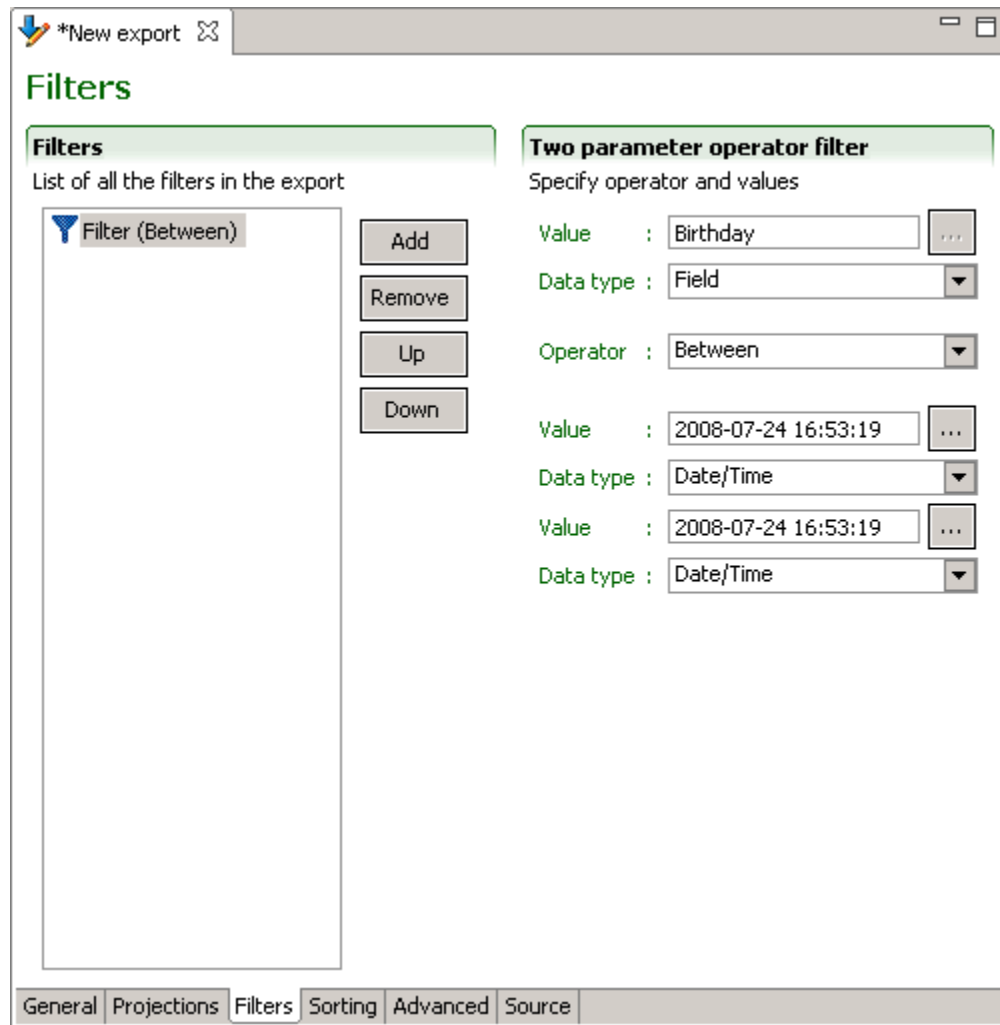 *New export
Filters
Filters
List of all the filters in the export
Filter (Between)
Add
Remove
Up
Down
Two parameter operator filter
Specify operator and values
Value : Birthday ...
Data type : Field
Operator : Between
Value : 2008-07-24 16:53:19 ...
Data type : Date/Time
Value : 2008-07-24 16:53:19 ...
Data type : Date/Time
General Projections Filters Sorting Advanced Source